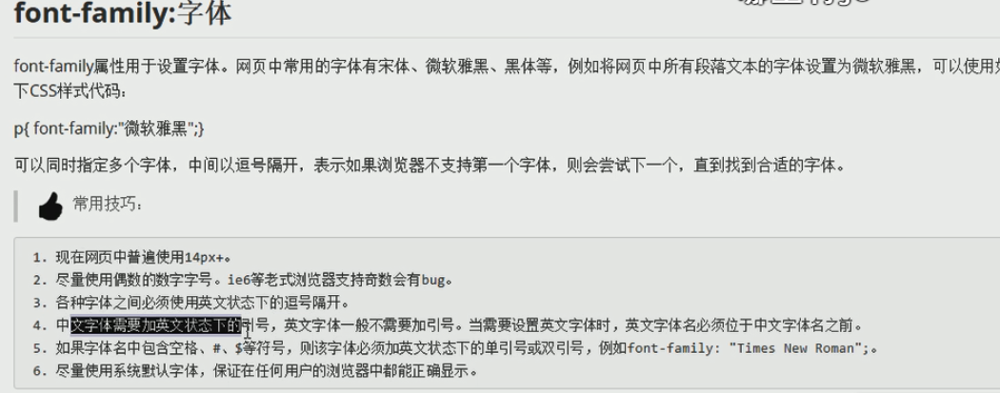 font-family:字体
font-family属性用于设置字体。网页中常用的字体有宋体、微软雅黑、黑体等，例如将网页中所有段落文本的字体设置为微软雅黑，可以使用
下CSS样式代码：
p{ font-family:"微软雅黑";}
可以同时指定多个字体，中间以逗号隔开，表示如果浏览器不支持第一个字体，则会尝试下一个，直到找到合适的字体。
常用技巧：
1. 现在网页中普遍使用14px+。
2. 尽量使用偶数的数字字号。ie6等老式浏览器支持奇数会有bug。
3. 各种字体之间必须使用英文状态下的逗号隔开。
4. 中文字体需要加英文状态下的引号，英文字体一般不需要加引号。当需要设置英文字体时，英文字体名必须位于中文字体名之前。
5. 如果字体名中包含空格、#、$等符号，则该字体必须加英文状态下的单引号或双引号，例如font-family: "Times New Roman";。
6. 尽量使用系统默认字体，保证在任何用户的浏览器中都能正确显示。